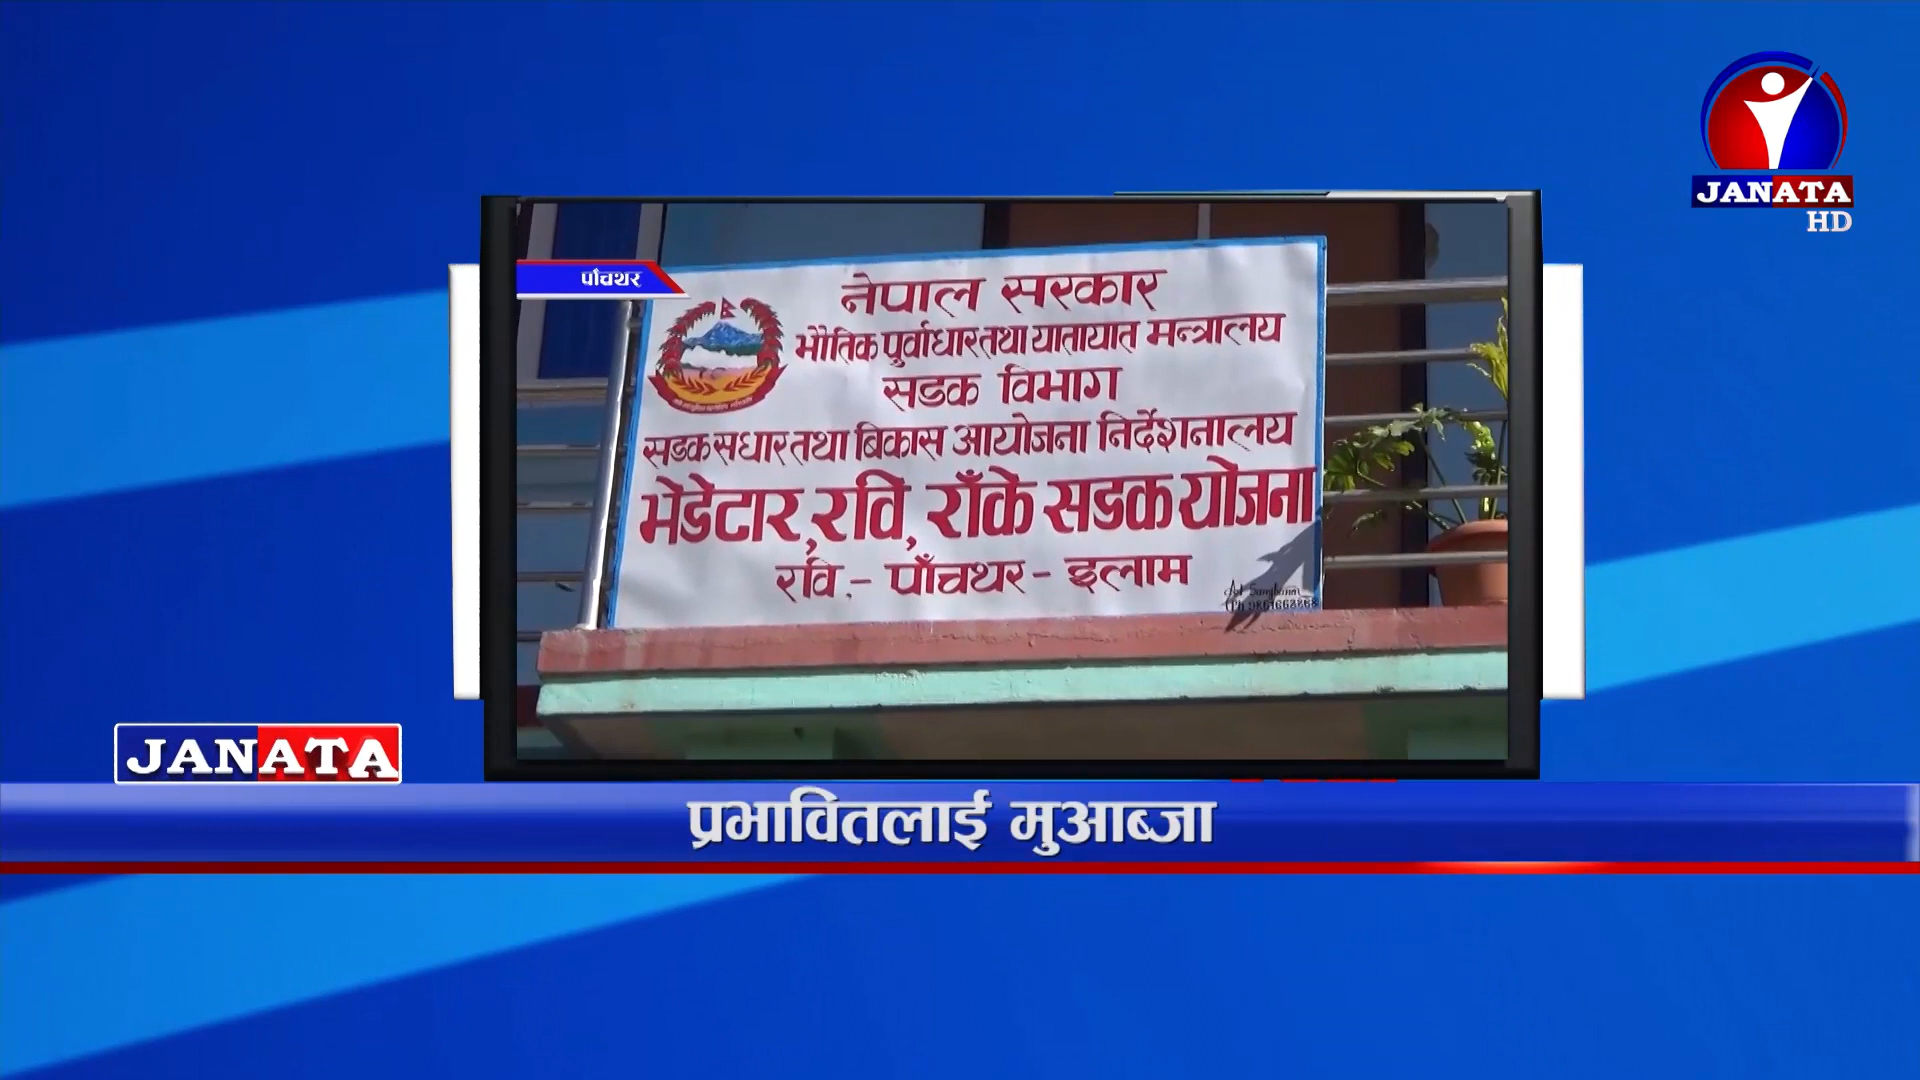 JANATA
HD
पाँचथर
नेपाल सरकार
भौतिक पुर्वाधार तथा यातायात मन्त्रालय
सडक विभाग
सडक सधार तथा बिकास आयोजना निर्देशनालय
भेडेटार, रवि, राँके सडक योजना
रवि,- पाँचथर - इलाम
JANATA
प्रभावितलाई मुआब्जा